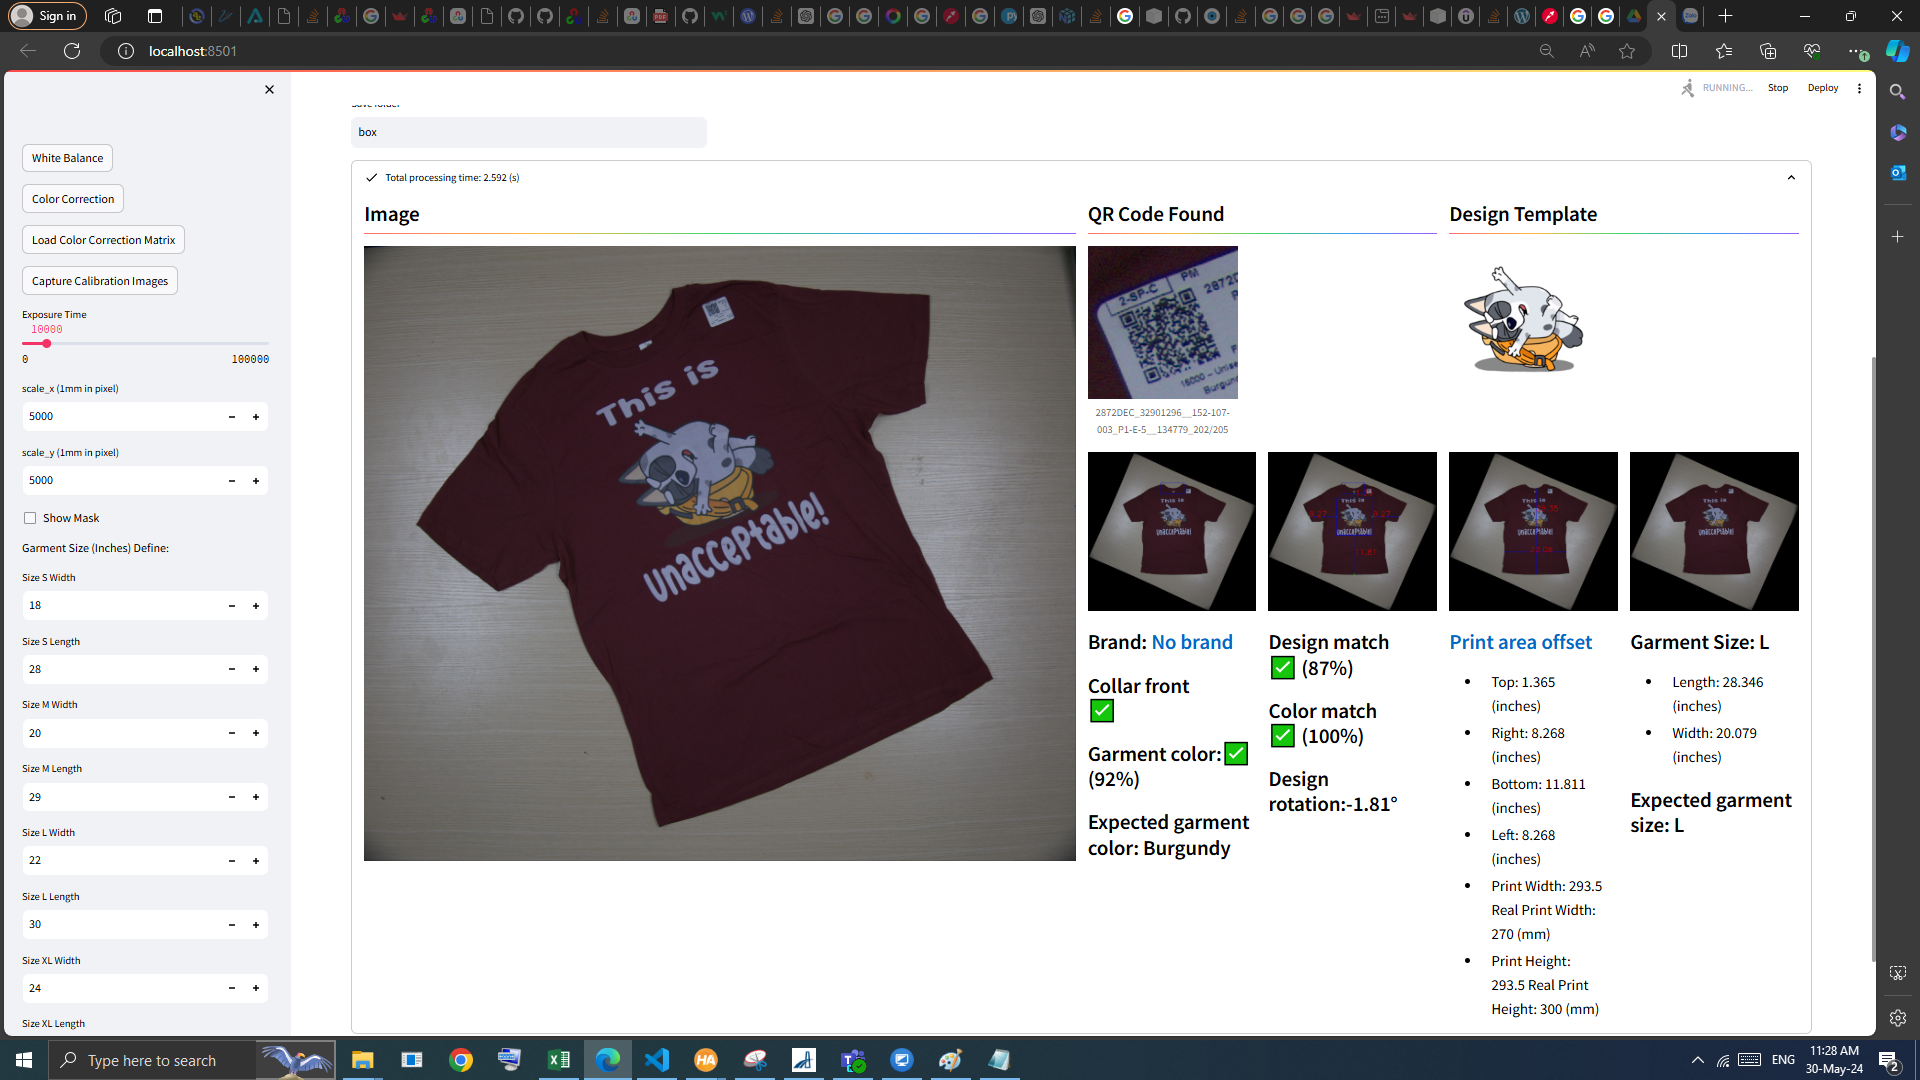 Sign in
localhost:8501
RUNNING...
Stop
Deploy
White Balance
Color Correction
Load Color Correction Matrix
Capture Calibration Images
Exposure Time
10000
0
100000
scale_x (1mm in pixel)
5000
scale_y (1mm in pixel)
5000
Show Mask
Garment Size (Inches) Define:
Size S Width
18
Size S Length
28
Size M Width
20
Size M Length
29
Size L Width
22
Size L Length
30
Size XL Width
24
Size XL Length
box
Total processing time: 2.592 (s)
Image
This is
Unacceptable!
QR Code Found
2-SP-C
PM
2872D
Burgun
2872DEC_32901296__152-107-
003_P1-E-5__134779_202/205
Design Template
Brand: No brand
Collar front
Garment color:
(92%)
Expected garment
color: Burgundy
Design match
(87%)
Color match
(100%)
Design
rotation:-1.81°
Print area offset
Top: 1.365
(inches)
Right: 8.268
(inches)
Bottom: 11.811
(inches)
Left: 8.268
(inches)
Print Width: 293.5
Real Print Width:
270 (mm)
Print Height:
293.5 Real Print
Height: 300 (mm)
Garment Size: L
Length: 28.346
(inches)
Width: 20.079
(inches)
Expected garment
size: L
Type here to search
ENG
11:28 AM
30-May-24
2